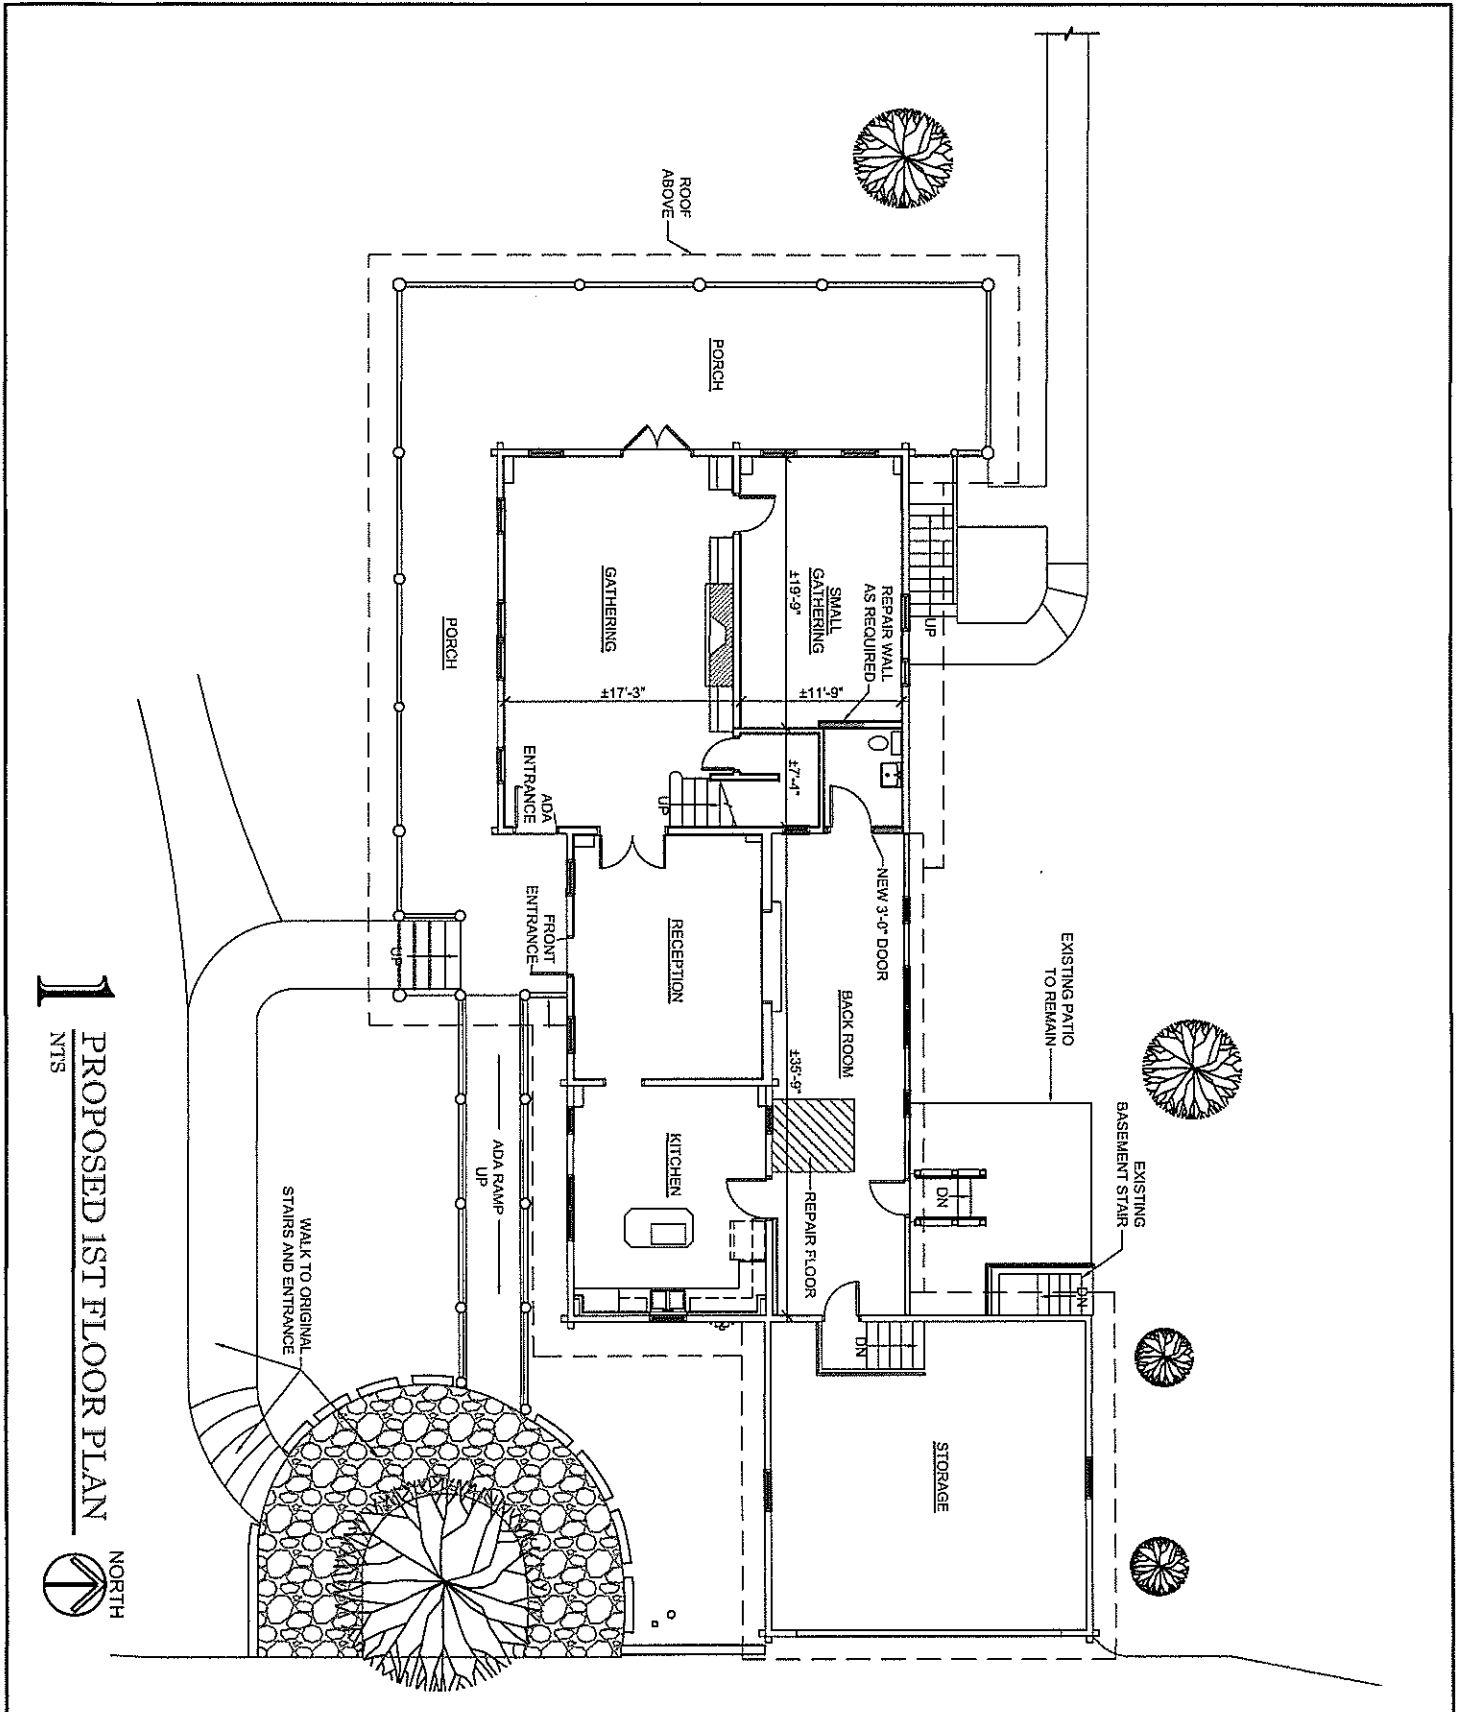 EXISTING
BASEMENT STAIR
EXISTING PATIO
TO REMAIN
DN
DN
UP
REPAIR WALL
AS REQUIRED
NEW 3'-0" DOOR
DN
STORAGE
SMALL
GATHERING
±19'-9"
±11'-9"
±7'-4"
BACK ROOM
±35'-9"
REPAIR FLOOR
ROOF
ABOVE
PORCH
GATHERING
±17'-3"
UP
RECEPTION
KITCHEN
ADA
ENTRANCE
FRONT
ENTRANCE
PORCH
UP
ADA RAMP
UP
WALK TO ORIGINAL
STAIRS AND ENTRANCE
1
PROPOSED 1ST FLOOR PLAN
NTS
NORTH